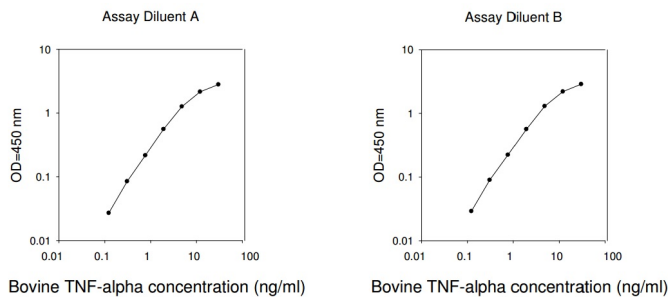 Assay Diluent A
10
1
0.1
0.01
OD=450 nm
0.01 0.1 1 10 100
Bovine TNF-alpha concentration (ng/ml)
Assay Diluent B
10
1
0.1
0.01
OD=450 nm
0.01 0.1 1 10 100
Bovine TNF-alpha concentration (ng/ml)